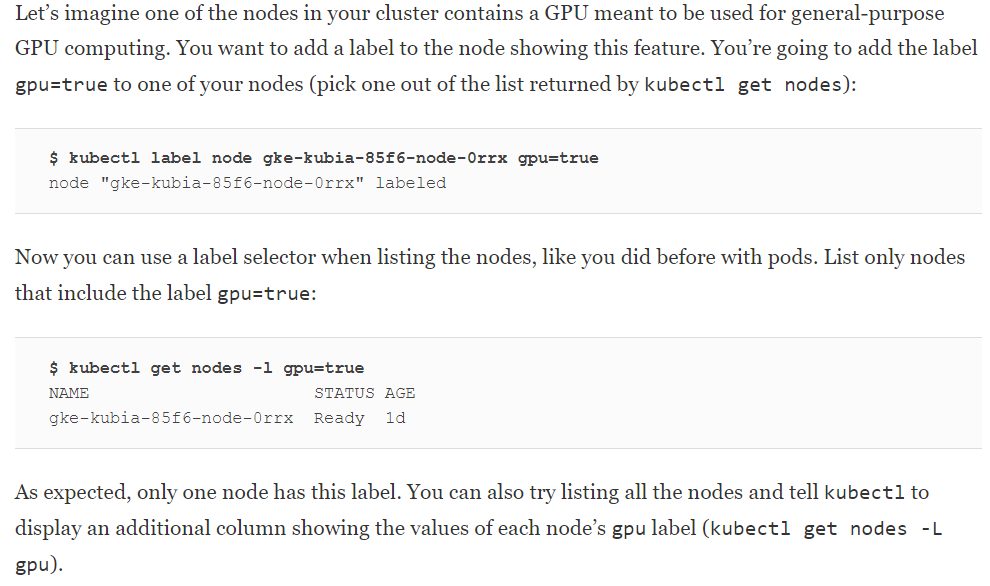 Let’s imagine one of the nodes in your cluster contains a GPU meant to be used for general-purpose
GPU computing. You want to add a label to the node showing this feature. You’re going to add the label
gpu=true to one of your nodes (pick one out of the list returned by kubectl get nodes):
$ kubectl label node gke-kubia-85f6-node-0rrx gpu=true
node "gke-kubia-85f6-node-0rrx" labeled
Now you can use a label selector when listing the nodes, like you did before with pods. List only nodes
that include the label gpu=true:
$ kubectl get nodes -l gpu=true
NAME STATUS AGE
gke-kubia-85f6-node-0rrx Ready 1d
As expected, only one node has this label. You can also try listing all the nodes and tell kubectl to
display an additional column showing the values of each node’s gpu label (kubectl get nodes -L
gpu).